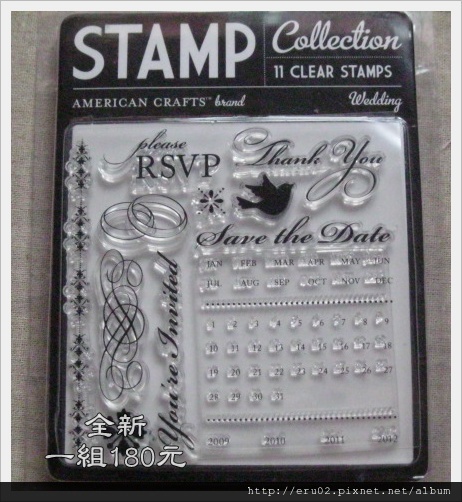 STAMP
Collection
11 CLEAR STAMPS
AMERICAN CRAFTS™ brand
Wedding
please
RSVP
Thank You
Save the Date
JAN FEB MAR APR MAY JUN
JUL AUG SEP OCT NOV DEC
1 2 3 4 5 6 7 8 9
10 11 12 13 14 15 16 17 18
19 20 21 22 23 24 25 26 27
28 29 30 31
2009 2010 2011 2012
You're Invited
全新
一組180元
http://eru02.pixnet.net/album